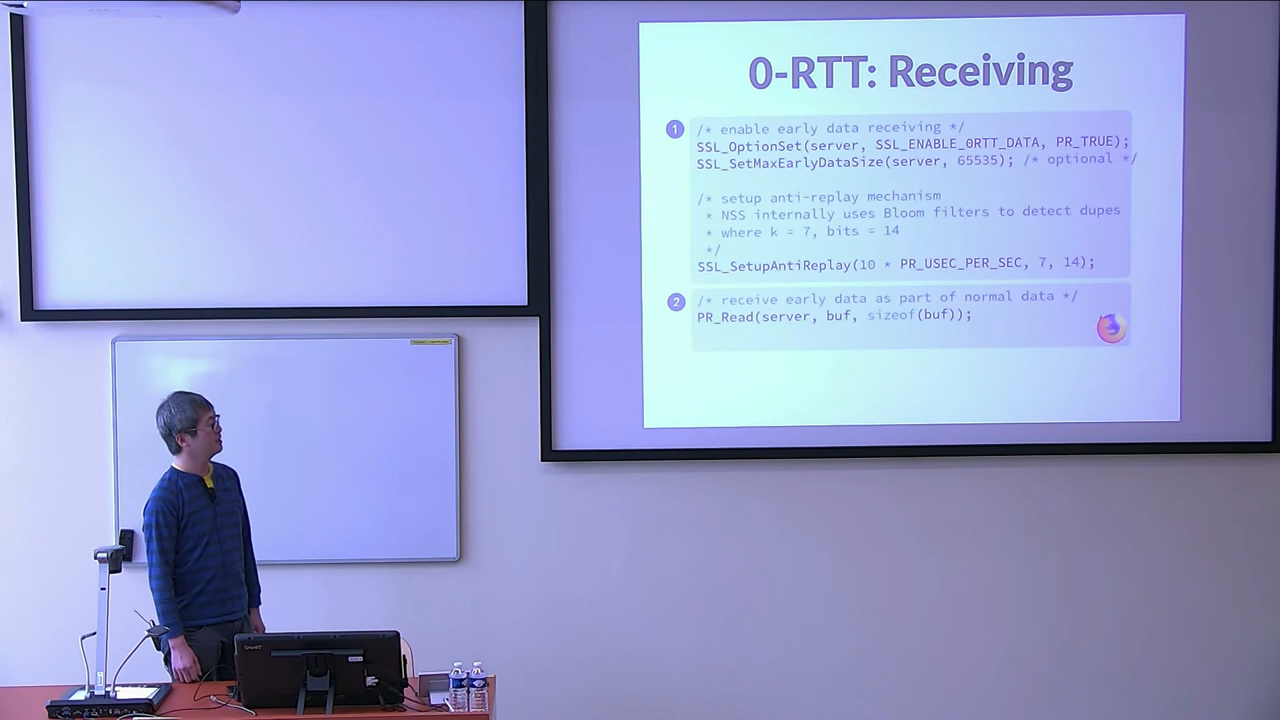 0-RTT: Receiving
1
/* enable early data receiving */
SSL_OptionSet(server, SSL_ENABLE_0RTT_DATA, PR_TRUE);
SSL_SetMaxEarlyDataSize(server, 65535); /* optional */
/* setup anti-replay mechanism
* NSS internally uses Bloom filters to detect dupes
* where k = 7, bits = 14
*/
SSL_SetupAntiReplay(10 * PR_USEC_PER_SEC, 7, 14);
2
/* receive early data as part of normal data */
PR_Read(server, buf, sizeof(buf));
SMART